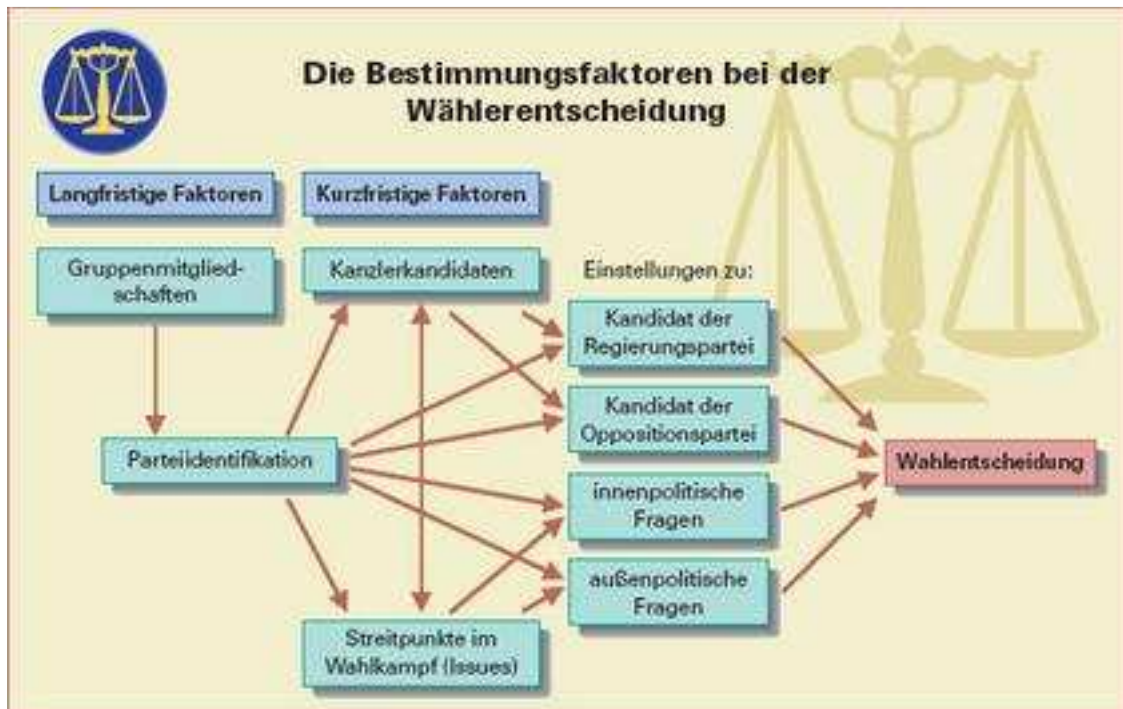 Die Bestimmungsfaktoren bei der
Wählerentscheidung
Langfristige Faktoren
Kurzfristige Faktoren
Gruppenmitglied-
schaften
Kanzlerkandidaten
Einstellungen zu:
Kandidat der
Regierungspartei
Kandidat der
Oppositionspartei
Parteiidentifikation
Wahlentscheidung
innenpolitische
Fragen
außenpolitische
Fragen
Streitpunkte im
Wahlkampf (Issues)